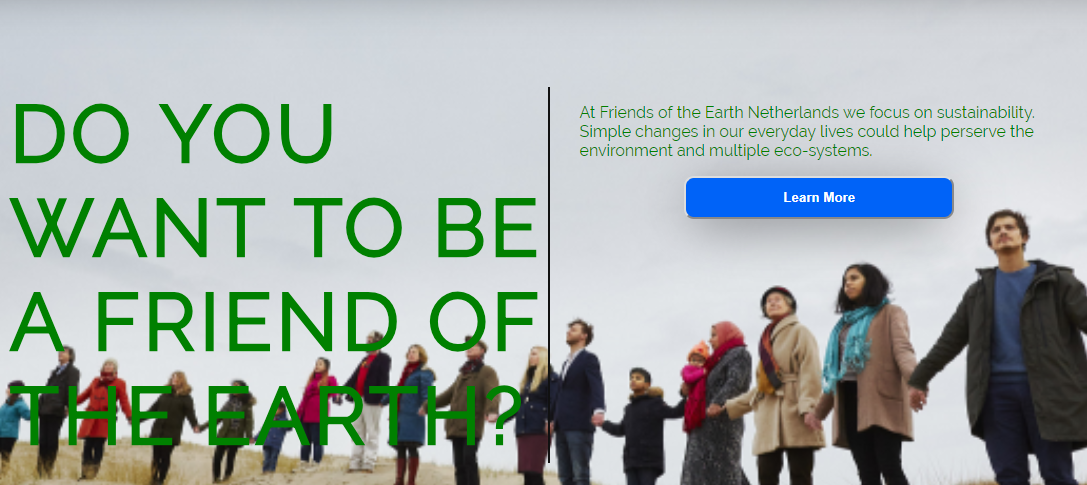 DO YOU
WANT TO BE
A FRIEND OF
THE EARTH?
At Friends of the Earth Netherlands we focus on sustainability.
Simple changes in our everyday lives could help perserve the
environment and multiple eco-systems.
Learn More